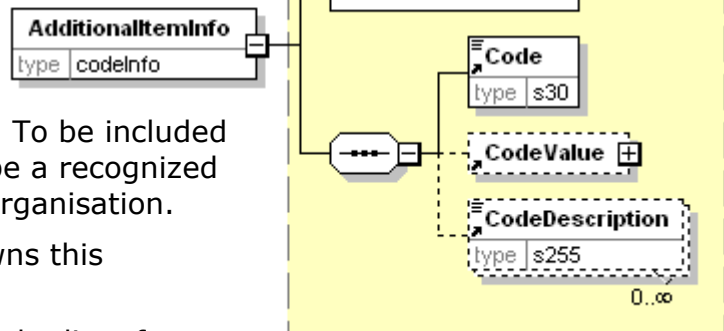 AdditionalItemInfo
type codeInfo
To be included
be a recognized
rganisation.
wns this
Code
type s30
CodeValue
CodeDescription
type s255
0..∞